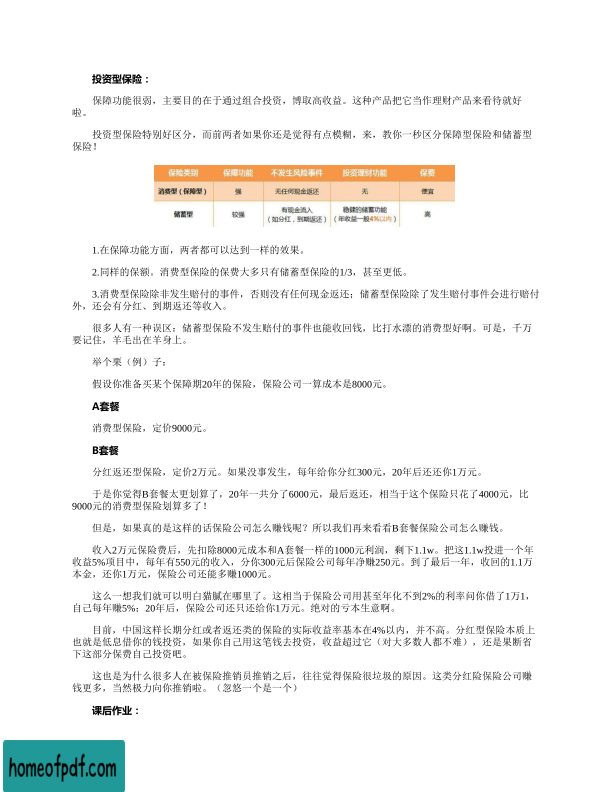 投资型保险：
保障功能很弱，主要目的在于通过组合投资，博取高收益。这种产品把它当作理财产品来看待就好
啦。
投资型保险特别好区分，而前两者如果你还是觉得有点模糊，来，教你一秒区分保障型保险和储蓄型
保险！
保险类别 保障功能 不发生风险事件 投资理财功能 保费
消费型（保障型） 强 无任何现金返还 无 便宜
储蓄型 较强 有现金流入 稳健的储蓄功能 高
（如分红，到期返还） （年收益一般4%以内）
1.在保障功能方面，两者都可以达到一样的效果。
2.同样的保额。消费型保险的保费大多只有储蓄型保险的1/3，甚至更低。
3.消费型保险除非发生赔付的事件，否则没有任何现金返还；储蓄型保险除了发生赔付事件会进行赔付
外，还会有分红、到期返还等收入。
很多人有一种误区：储蓄型保险不发生赔付的事件也能收回钱，比打水漂的消费型好啊。可是，千万
要记住，羊毛出在羊身上。
举个栗（例）子：
假设你准备买某个保障期20年的保险，保险公司一算成本是8000元。
A套餐
消费型保险，定价9000元。
B套餐
分红返还型保险，定价2万元。如果没事发生，每年给你分红300元，20年后还还你1万元。
于是你觉得B套餐太更划算了，20年一共分了6000元，最后返还，相当于这个保险只花了4000元，比
9000元的消费型保险划算多了！
但是，如果真的是这样的话保险公司怎么赚钱呢？所以我们再来看看B套餐保险公司怎么赚钱。
收入2万元保险费后，先扣除8000元成本和A套餐一样的1000元利润，剩下1.1w。把这1.1w投进一个年
收益5%项目中，每年有550元的收入，分你300元后保险公司每年净赚250元。到了最后一年，收回的1.1万
本金，还你1万元，保险公司还能多赚1000元。
这么一想我们就可以明白猫腻在哪里了。这相当于保险公司用甚至年化不到2%的利率问你借了1万1，
自己每年赚5%；20年后，保险公司还只还给你1万元。绝对的亏本生意啊。
目前，中国这样长期分红或者返还类的保险的实际收益率基本在4%以内，并不高。分红型保险本质上
也就是低息借你的钱投资，如果你自己用这笔钱去投资，收益超过它（对大多数人都不难），还是果断省
下这部分保费自己投资吧。
这也是为什么很多人在被保险推销员推销之后，往往觉得保险很垃圾的原因。这类分红险保险公司赚
钱更多，当然极力向你推销啦。（忽悠一个是一个）
课后作业：
homeofpdf.com